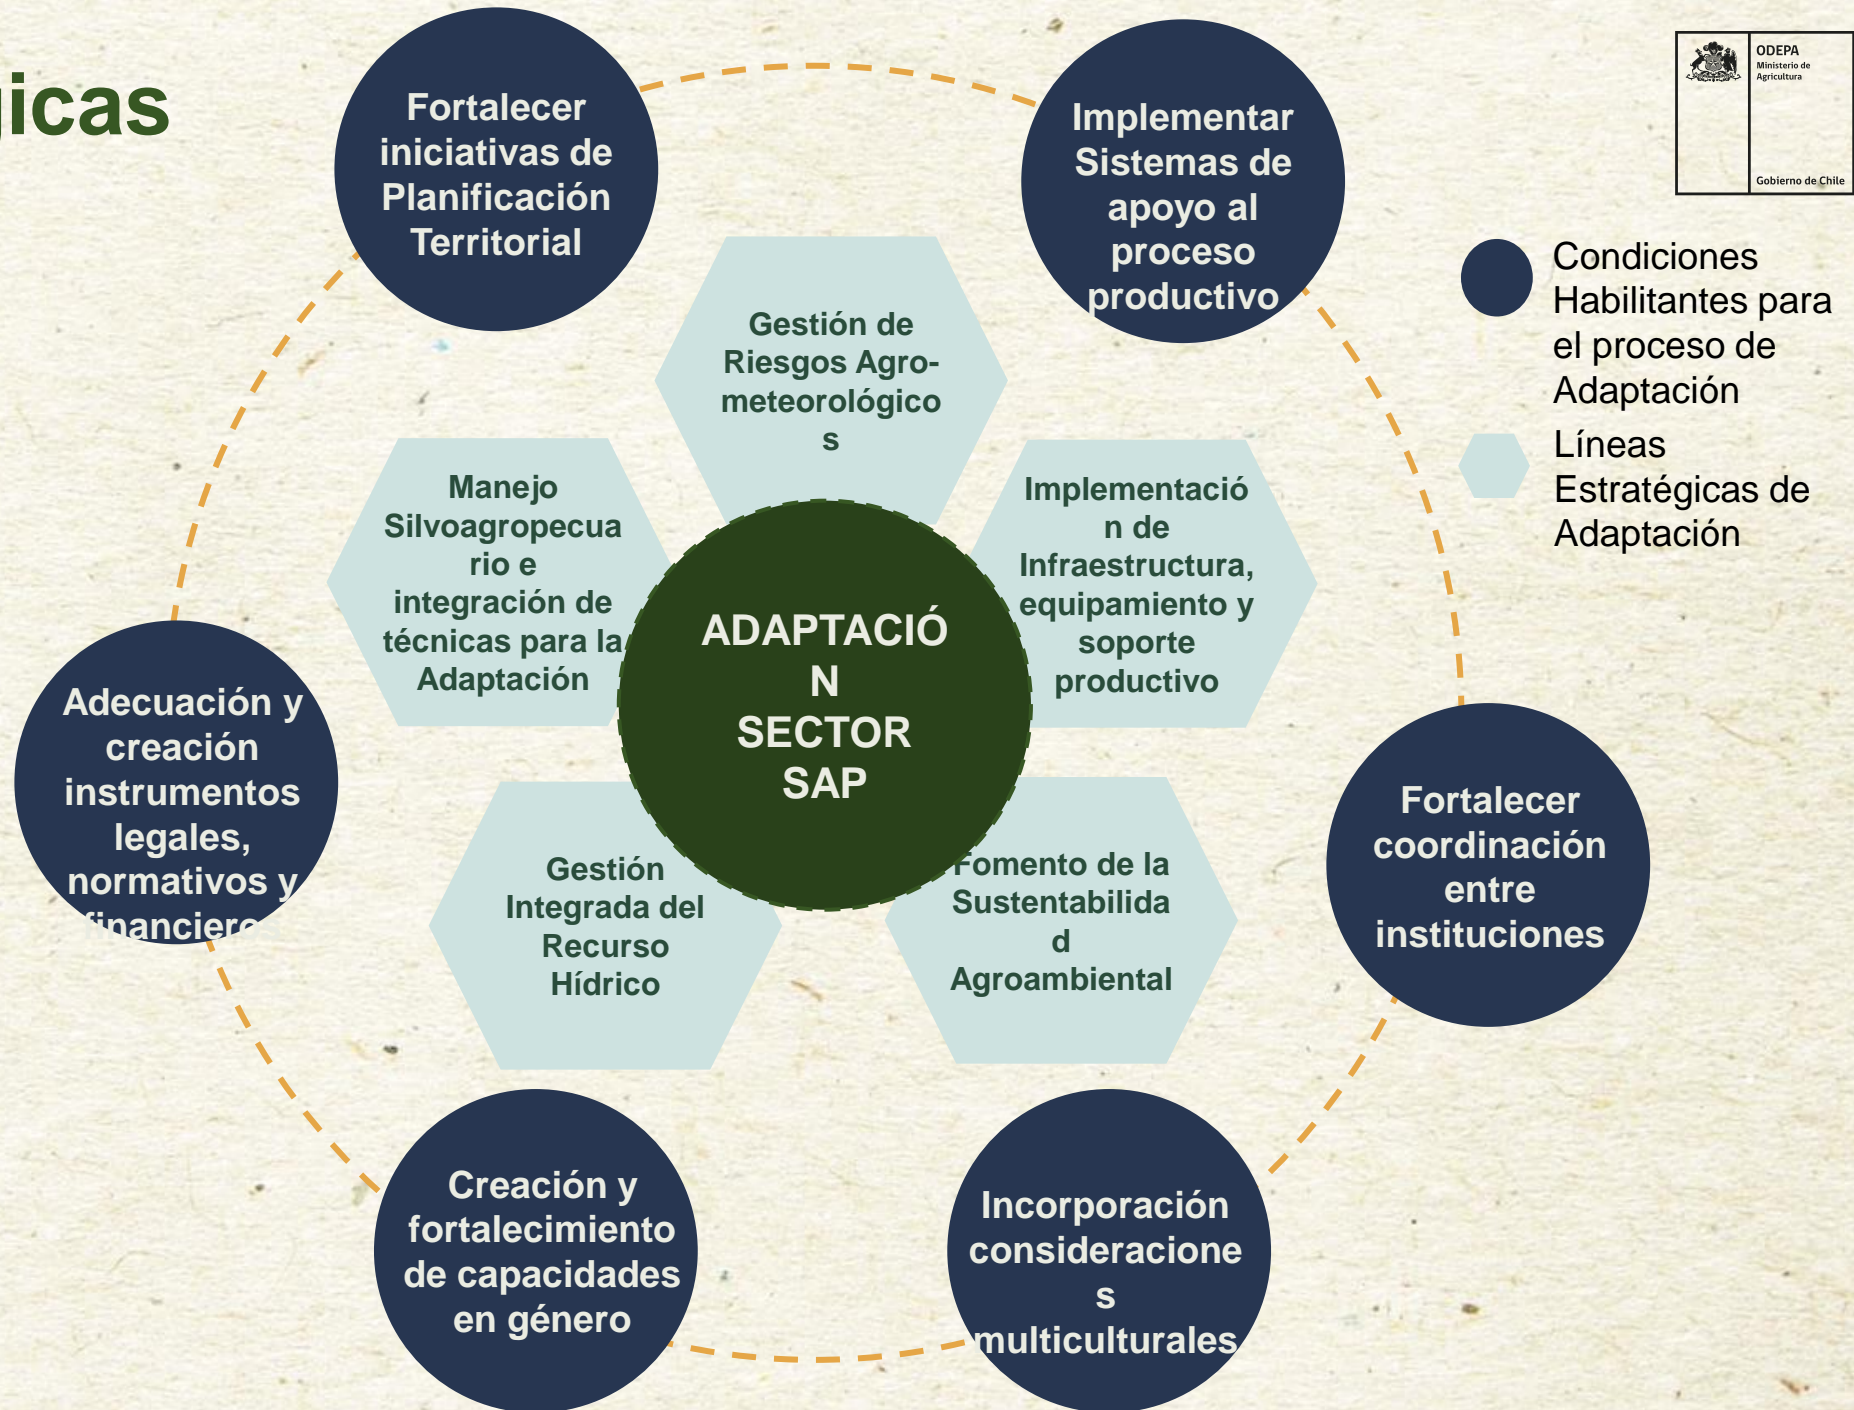 gicas
ODEPA
Ministerio de
Agricultura
Gobierno de Chile
Fortalecer
iniciativas de
Planificación
Territorial
Implementar
Sistemas de
apoyo al
proceso
productivo
Condiciones
Habilitantes para
el proceso de
Adaptación
Líneas
Estratégicas de
Adaptación
Gestión de
Riesgos Agro-
meteorológico
s
Manejo
Silvoagropecua
rio e
integración de
técnicas para la
Adaptación
Implementació
n de
Infraestructura,
equipamiento y
soporte
productivo
ADAPTACIÓ
N
SECTOR
SAP
Adecuación y
creación
instrumentos
legales,
normativos y
financieros
Fortalecer
coordinación
entre
instituciones
Gestión
Integrada del
Recurso
Hídrico
Fomento de la
Sustentabilida
d
Agroambiental
Creación y
fortalecimiento
de capacidades
en género
Incorporación
consideracione
s
multiculturales